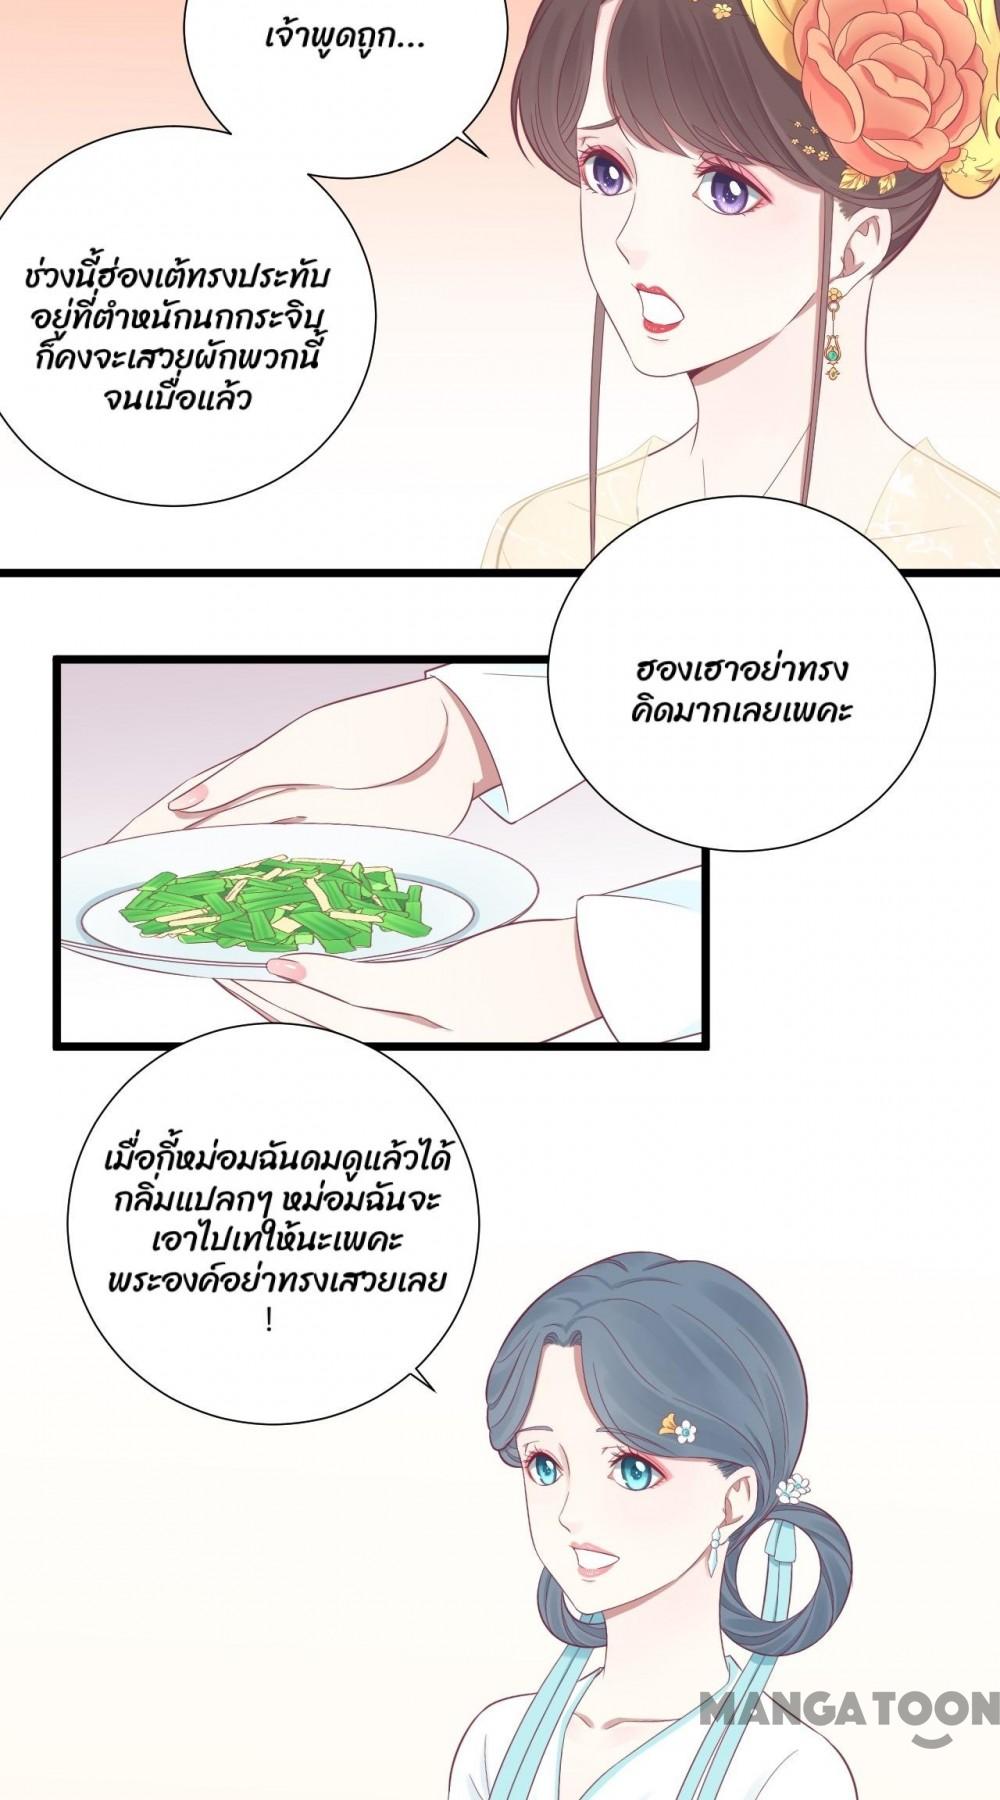 เจ้าพูดถูก...
ช่วงนี้ฮ่องเต้ทรงประทับ
อยู่ที่ตำหนักนกกระจิบ
ก็คงจะเสวยผักพวกนี้
จนเบื่อแล้ว
ฮองเฮาอย่าทรง
คิดมากเลยเพคะ
เมื่อกี้หม่อมฉันดมดูแล้วได้
กลิ่มแปลกๆ หม่อมฉันจะ
เอาไปเทให้นะเพคะ
พระองค์อย่าทรงเสวยเลย
!
MANGATOON